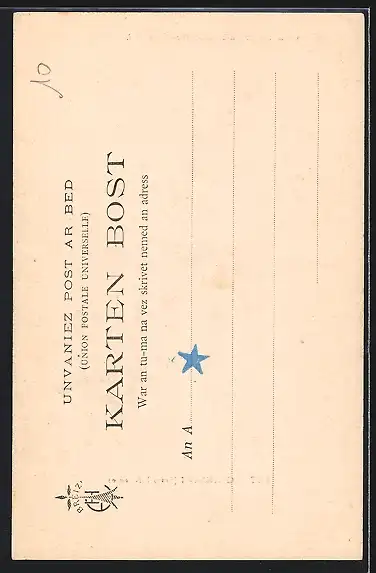 10
UNVANIEZ POST AR BED
(UNION POSTALE UNIVERSELLE)
KARTEN BOST
War an tu-ma na vez skrivet nemed an adress
An A
BREIZ